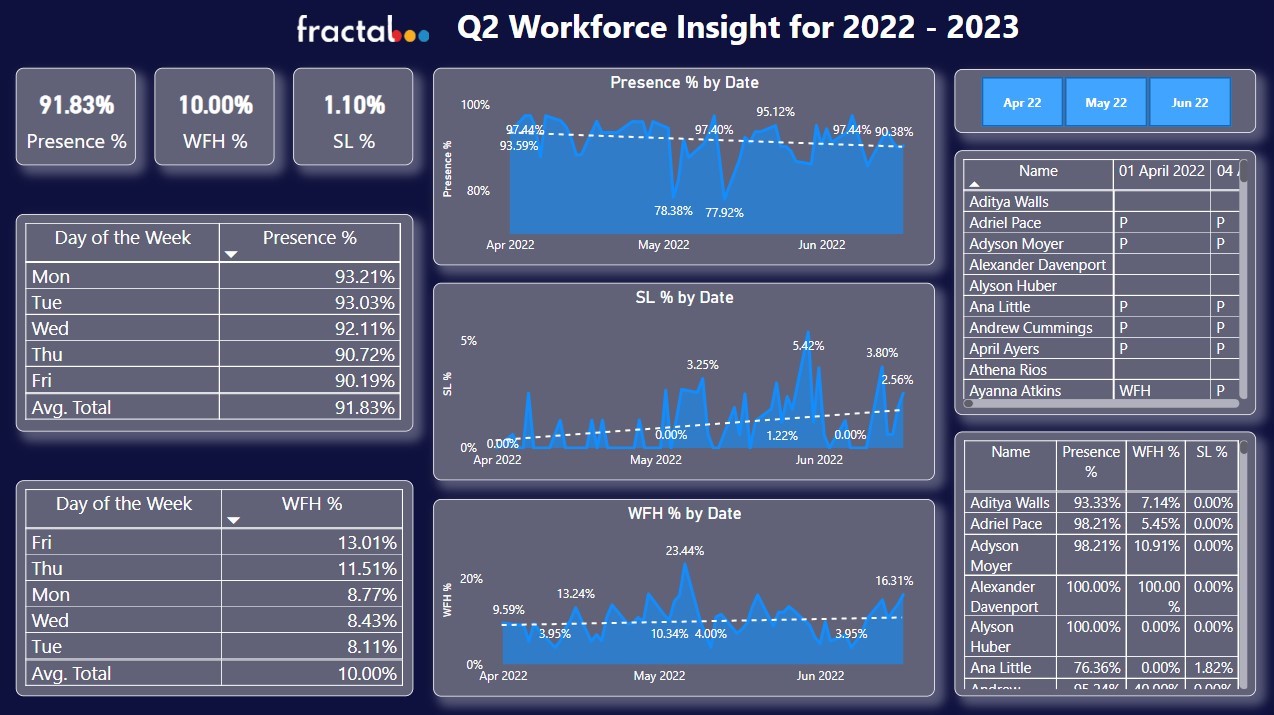 fractal
Q2 Workforce Insight for 2022 - 2023
91.83%
Presence %
10.00%
WFH %
1.10%
SL %
Day of the Week Presence %
Mon 93.21%
Tue 93.03%
Wed 92.11%
Thu 90.72%
Fri 90.19%
Avg. Total 91.83%
Day of the Week WFH %
Fri 13.01%
Thu 11.51%
Mon 8.77%
Wed 8.43%
Tue 8.11%
Avg. Total 10.00%
Presence % by Date
Presence %
100%
80%
97.44%
93.59%
78.38%
97.40%
77.92%
95.12%
97.44%
90.38%
Apr 2022 May 2022 Jun 2022
SL % by Date
SL %
5%
0%
0.00%
0.00%
3.25%
1.22%
5.42%
0.00%
3.80%
2.56%
Apr 2022 May 2022 Jun 2022
WFH % by Date
WFH %
20%
0%
9.59%
3.95%
13.24%
10.34%
23.44%
4.00%
3.95%
16.31%
Apr 2022 May 2022 Jun 2022
Apr 22 May 22 Jun 22
Name 01 April 2022 04
Aditya Walls
Adriel Pace P P
Adyson Moyer P P
Alexander Davenport
Alyson Huber
Ana Little P P
Andrew Cummings P P
April Ayers P P
Athena Rios
Ayanna Atkins WFH P
Name Presence WFH % SL %
%
Aditya Walls 93.33% 7.14% 0.00%
Adriel Pace 98.21% 5.45% 0.00%
Adyson 98.21% 10.91% 0.00%
Moyer
Alexander 100.00% 100.00 0.00%
Davenport %
Alyson 100.00% 0.00% 0.00%
Huber
Ana Little 76.36% 0.00% 1.82%
Andrew 95.24% 40.00% 0.00%